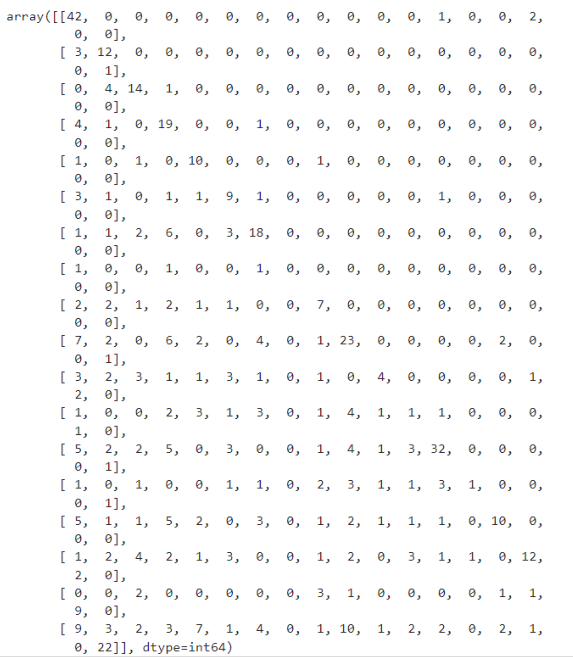 array([[42, 0, 0, 0, 0, 0, 0, 0, 0, 0, 0, 0, 1, 0, 0, 2,
0, 0],
[ 3, 12, 0, 0, 0, 0, 0, 0, 0, 0, 0, 0, 0, 0, 0, 0,
0, 1],
[ 0, 4, 14, 1, 0, 0, 0, 0, 0, 0, 0, 0, 0, 0, 0, 0,
0, 0],
[ 4, 1, 0, 19, 0, 0, 1, 0, 0, 0, 0, 0, 0, 0, 0, 0,
0, 0],
[ 1, 0, 1, 0, 10, 0, 0, 0, 1, 0, 0, 0, 0, 0, 0, 0,
0, 0],
[ 3, 1, 0, 1, 1, 9, 1, 0, 0, 0, 0, 0, 1, 0, 0, 0,
0, 0],
[ 1, 1, 2, 6, 0, 3, 18, 0, 0, 0, 0, 0, 0, 0, 0, 0,
0, 0],
[ 1, 0, 0, 1, 0, 0, 1, 0, 0, 0, 0, 0, 0, 0, 0, 0,
0, 0],
[ 2, 2, 1, 2, 1, 1, 0, 0, 7, 0, 0, 0, 0, 0, 0, 0,
0, 0],
[ 7, 2, 0, 6, 2, 0, 4, 0, 1, 23, 0, 0, 0, 0, 2, 0,
0, 1],
[ 3, 2, 3, 1, 1, 3, 1, 0, 1, 0, 4, 0, 0, 0, 0, 1,
2, 0],
[ 1, 0, 0, 2, 3, 1, 3, 0, 1, 4, 1, 1, 1, 0, 0, 0,
1, 0],
[ 5, 2, 2, 5, 0, 3, 0, 0, 1, 4, 1, 3, 32, 0, 0, 0,
0, 1],
[ 1, 0, 1, 0, 0, 1, 1, 0, 2, 3, 1, 1, 3, 1, 0, 0,
0, 1],
[ 5, 1, 1, 5, 2, 0, 3, 0, 1, 2, 1, 1, 1, 0, 10, 0,
0, 0],
[ 1, 2, 4, 2, 1, 3, 0, 0, 1, 2, 0, 3, 1, 1, 0, 12,
2, 0],
[ 0, 0, 2, 0, 0, 0, 0, 0, 3, 1, 0, 0, 0, 0, 1, 1,
9, 0],
[ 9, 3, 2, 3, 7, 1, 4, 0, 1, 10, 1, 2, 2, 0, 2, 1,
0, 22]], dtype=int64)